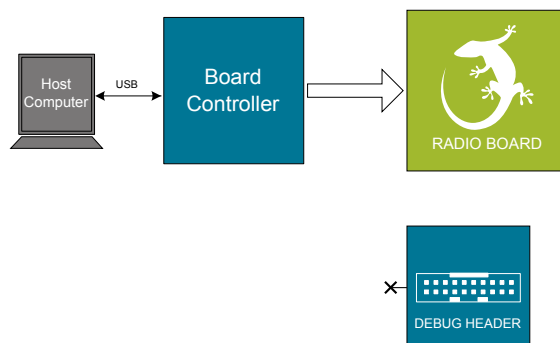 Host
Computer
USB
Board
Controller
RADIO BOARD
DEBUG HEADER